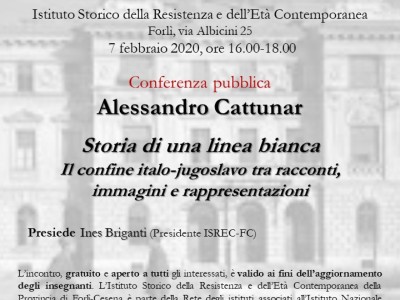 Istituto Storico della Resistenza e dell'Età Contemporanea
Forlì, via Albicini 25
7 febbraio 2020, ore 16.00-18.00
Conferenza pubblica
Alessandro Cattunar
Storia di una linea bianca
Il confine italo-jugoslavo tra racconti,
immagini e rappresentazioni
Presiede Ines Briganti (Presidente ISREC-FC)
L'incontro, gratuito e aperto a tutti gli interessati, è valido ai fini dell'aggiornamento
degli insegnanti. L'Istituto Storico della Resistenza e dell'Età Contemporanea della
Provincia di Forlì-Cesena è parte della Rete degli istituti associati all'Istituto Nazionale